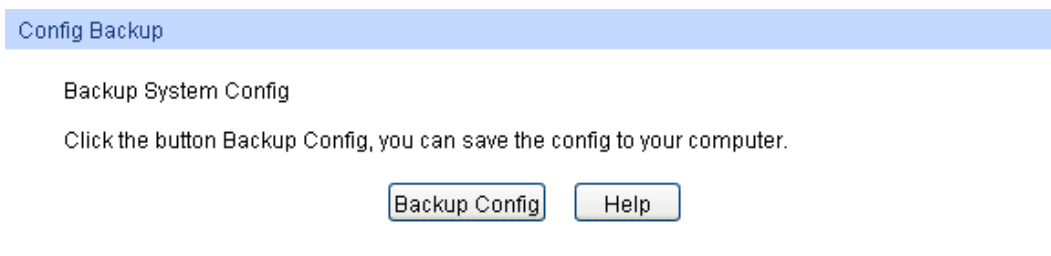 Config Backup
Backup System Config
Click the button Backup Config, you can save the config to your computer.
Backup Config Help